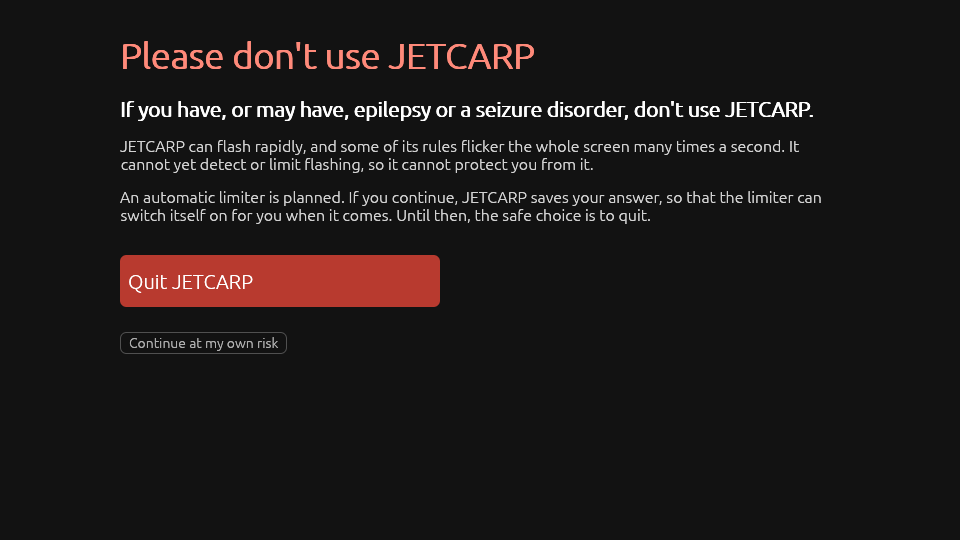 Please don't use JETCARP
If you have, or may have, epilepsy or a seizure disorder, don't use JETCARP.
JETCARP can flash rapidly, and some of its rules flicker the whole screen many times a second. It
cannot yet detect or limit flashing, so it cannot protect you from it.
An automatic limiter is planned. If you continue, JETCARP saves your answer, so that the limiter can
switch itself on for you when it comes. Until then, the safe choice is to quit.
Quit JETCARP
Continue at my own risk